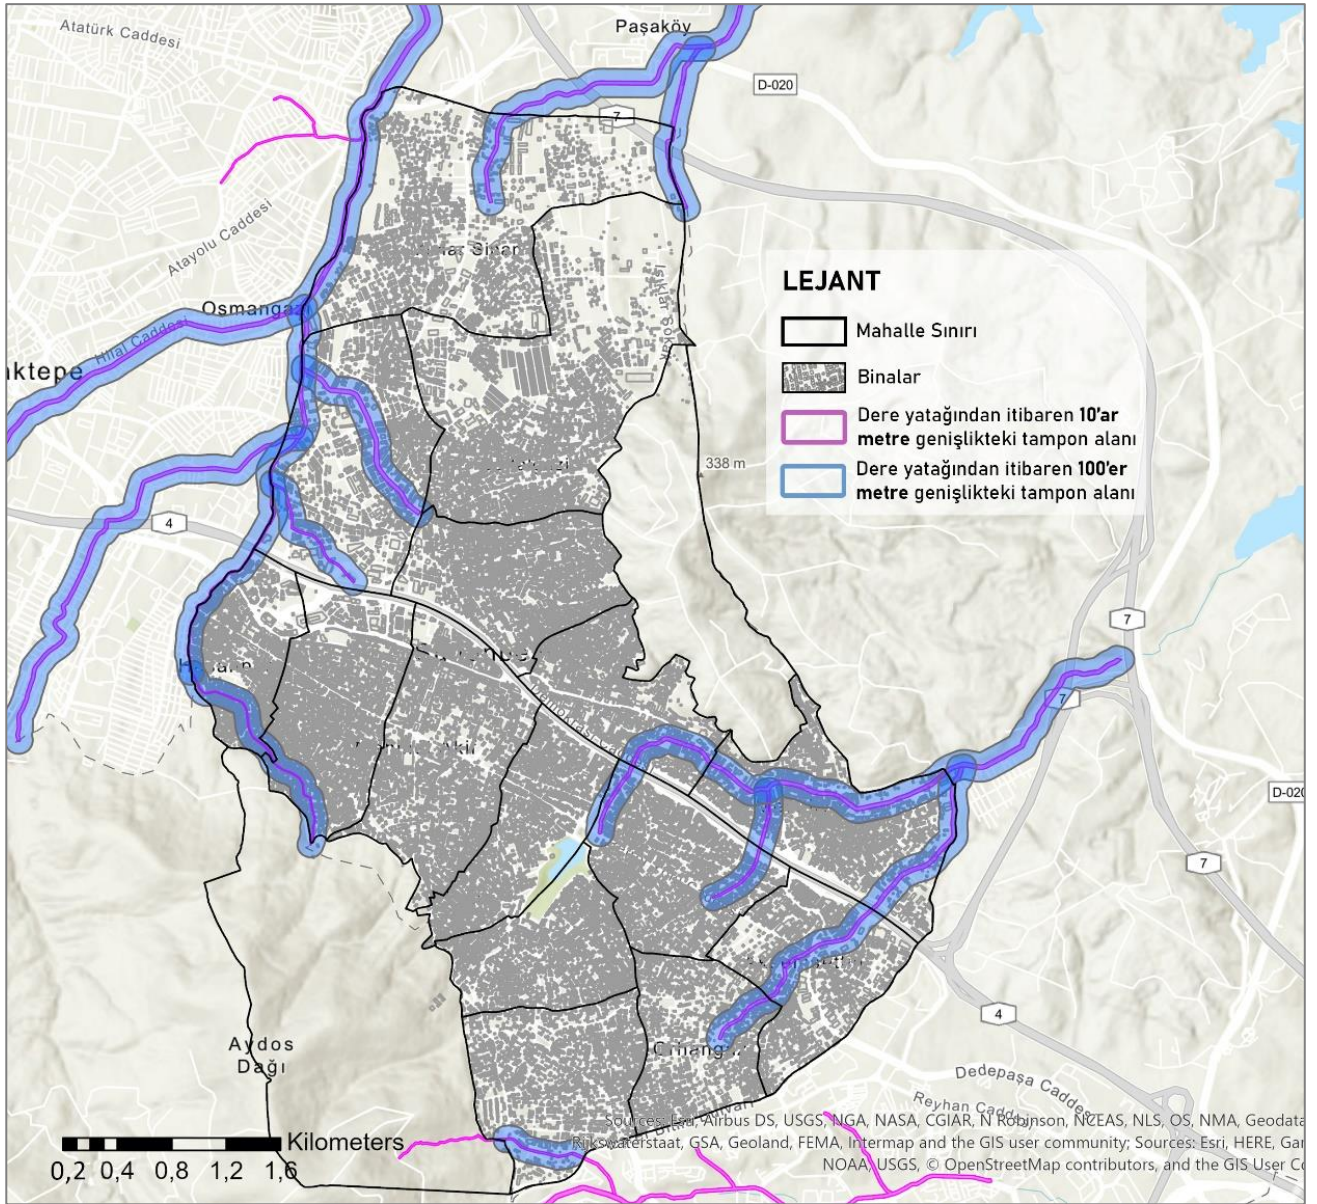 Atatürk Caddesi
Paşaköy
D-020
7
Atayolu Caddesi
Işıklar Sokak
Hilal Caddesi
LEJANT
Mahalle Sınırı
Binalar
Dere yatağından itibaren 10'ar
metre genişlikteki tampon alanı
Dere yatağından itibaren 100'er
metre genişlikteki tampon alanı
338 m
4
7
7
D-020
7
4
Aydos
Dağı
Dedepaşa Caddesi
Reyhan
Sources: Esri, Airbus DS, USGS, NGA, NASA, CGIAR, N Robinson, NCEAS, NLS, OS, NMA, Geodata
Rijkswaterstaat, GSA, Geoland, FEMA, Intermap and the GIS user community; Sources: Esri, HERE, Gar
NOAA, USGS, © OpenStreetMap contributors, and the GIS User Co
Kilometers
0,2 0,4 0,8 1,2 1,6